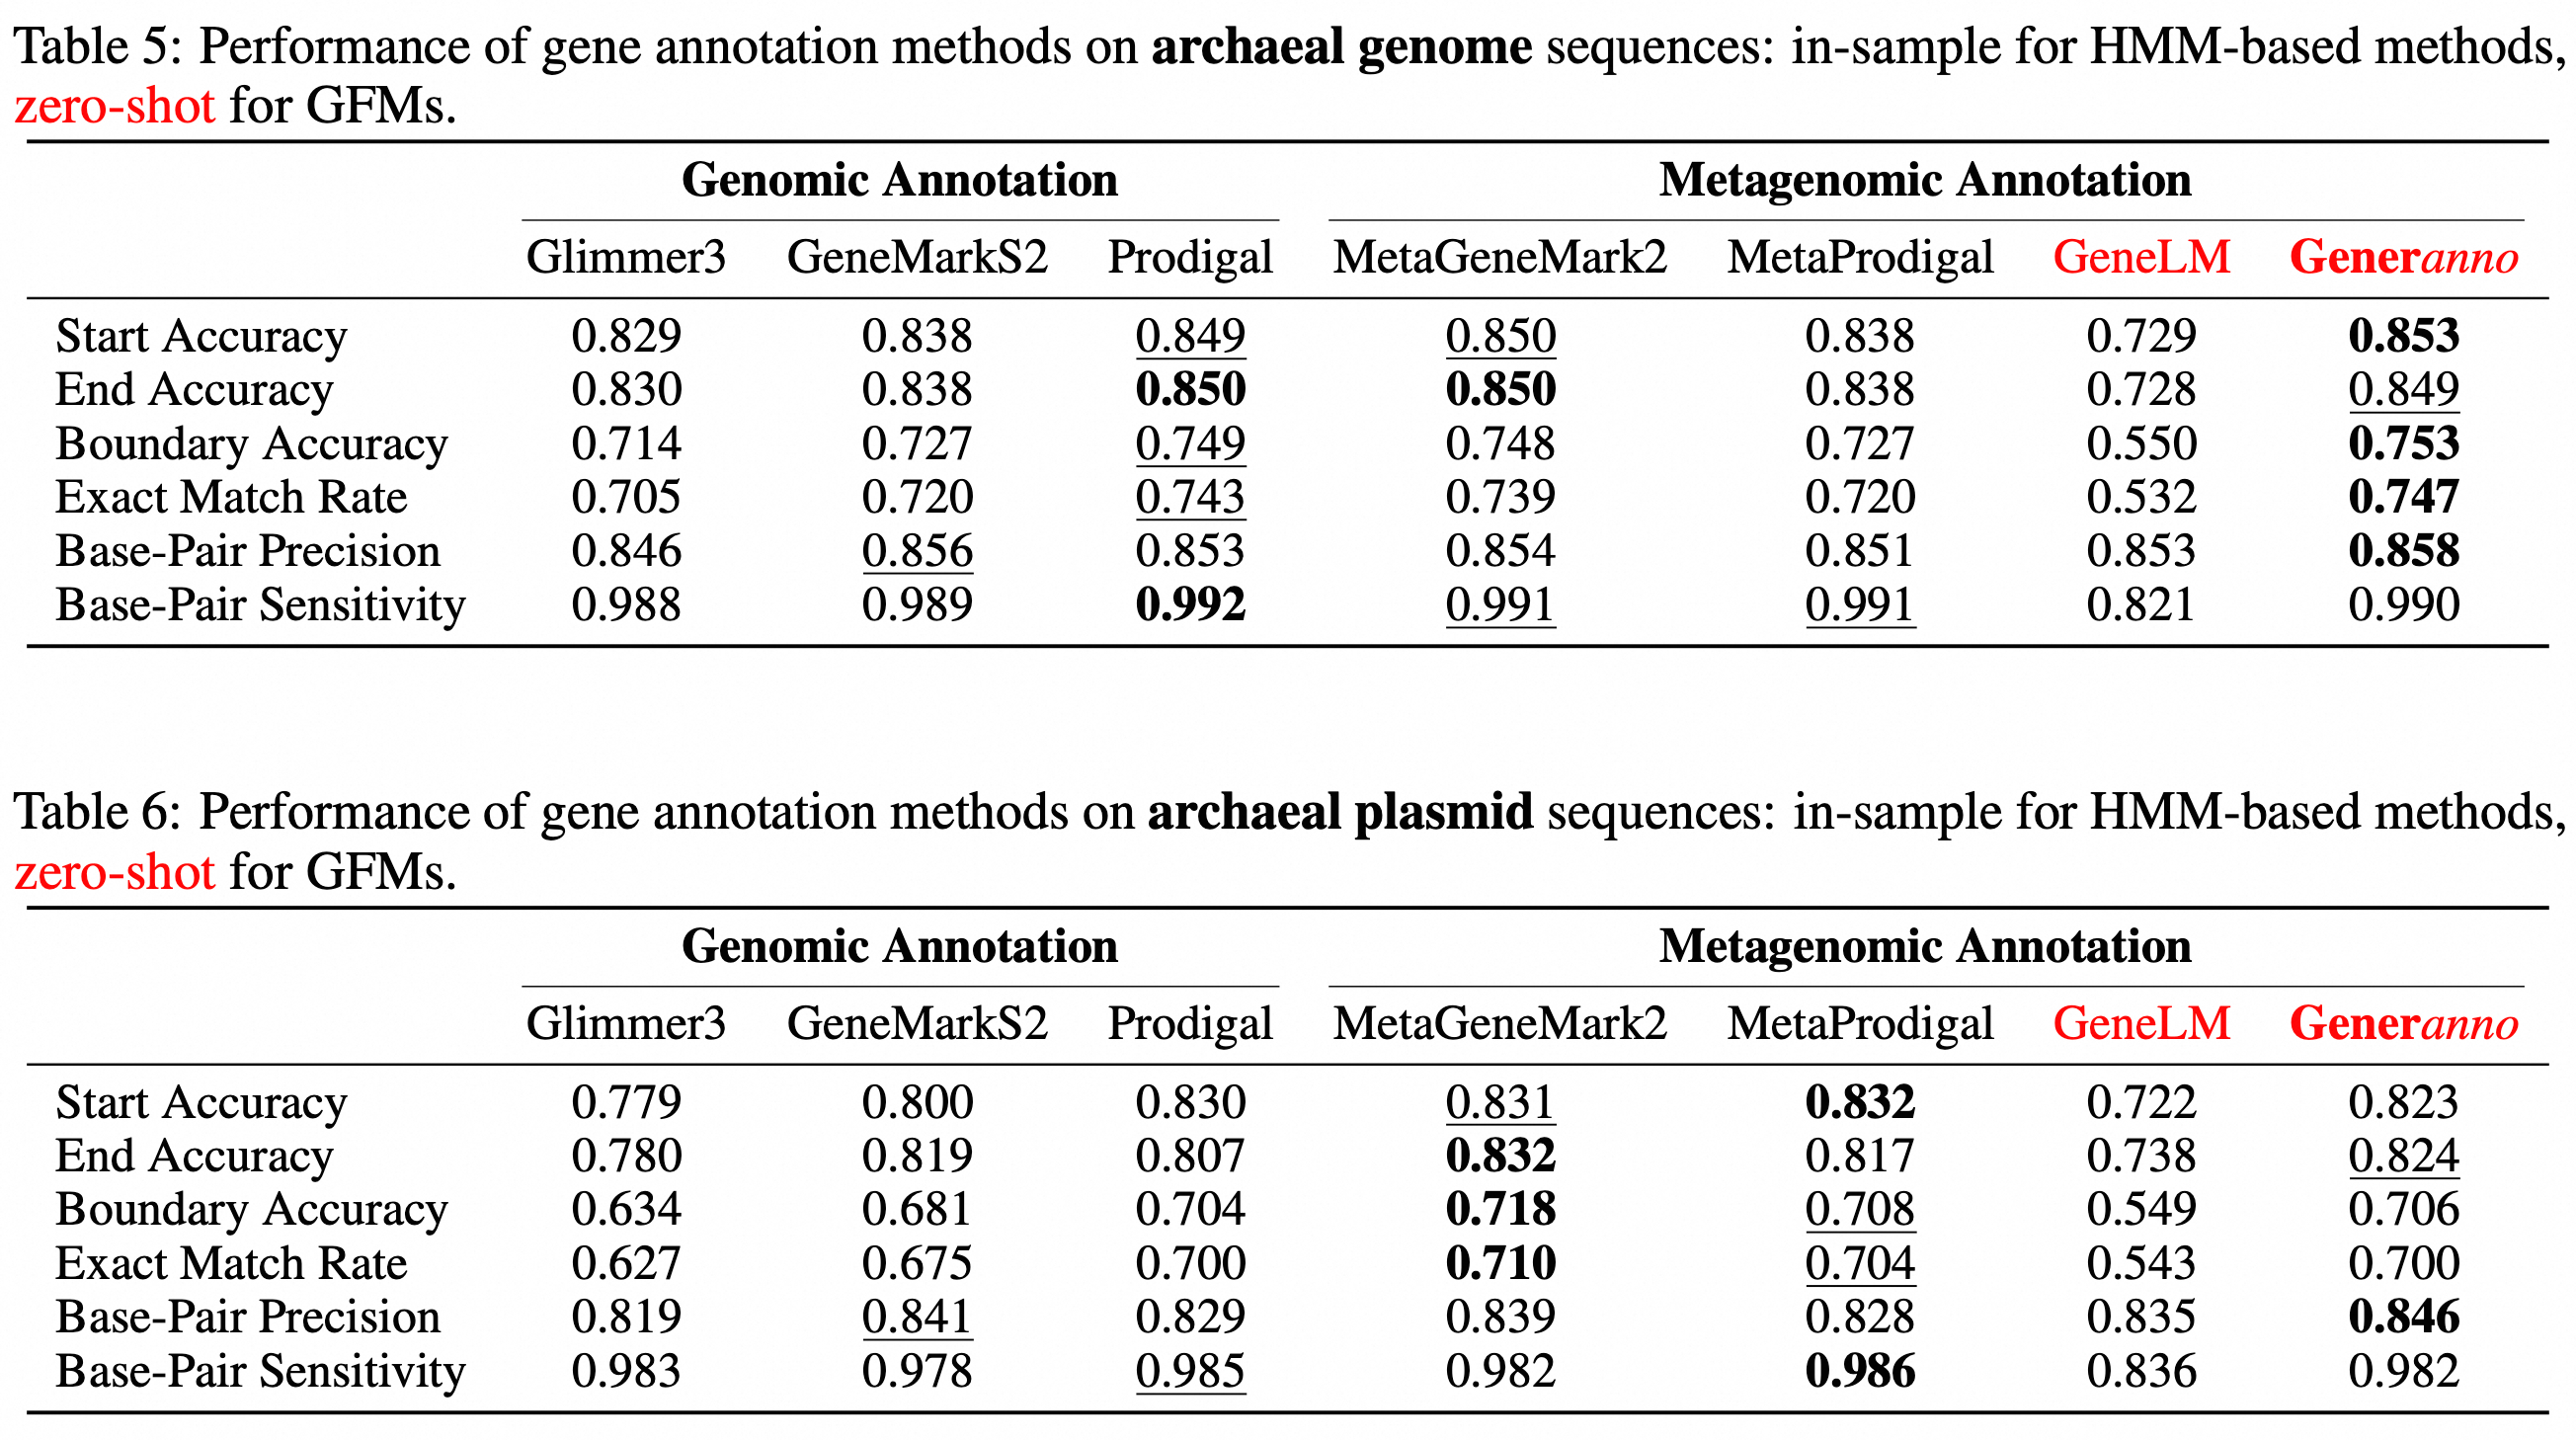 Table 5: Performance of gene annotation methods on archaeal genome sequences: in-sample for HMM-based methods,
zero-shot for GFMs.
Genomic Annotation Metagenomic Annotation
Glimmer3 GeneMarkS2 Prodigal MetaGeneMark2 MetaProdigal GeneLM Generanno
Start Accuracy 0.829 0.838 0.849 0.850 0.838 0.729 0.853
End Accuracy 0.830 0.838 0.850 0.850 0.838 0.728 0.849
Boundary Accuracy 0.714 0.727 0.749 0.748 0.727 0.550 0.753
Exact Match Rate 0.705 0.720 0.743 0.739 0.720 0.532 0.747
Base-Pair Precision 0.846 0.856 0.853 0.854 0.851 0.853 0.858
Base-Pair Sensitivity 0.988 0.989 0.992 0.991 0.991 0.821 0.990
Table 6: Performance of gene annotation methods on archaeal plasmid sequences: in-sample for HMM-based methods,
zero-shot for GFMs.
Genomic Annotation Metagenomic Annotation
Glimmer3 GeneMarkS2 Prodigal MetaGeneMark2 MetaProdigal GeneLM Generanno
Start Accuracy 0.779 0.800 0.830 0.831 0.832 0.722 0.823
End Accuracy 0.780 0.819 0.807 0.832 0.817 0.738 0.824
Boundary Accuracy 0.634 0.681 0.704 0.718 0.708 0.549 0.706
Exact Match Rate 0.627 0.675 0.700 0.710 0.704 0.543 0.700
Base-Pair Precision 0.819 0.841 0.829 0.839 0.828 0.835 0.846
Base-Pair Sensitivity 0.983 0.978 0.985 0.982 0.986 0.836 0.982